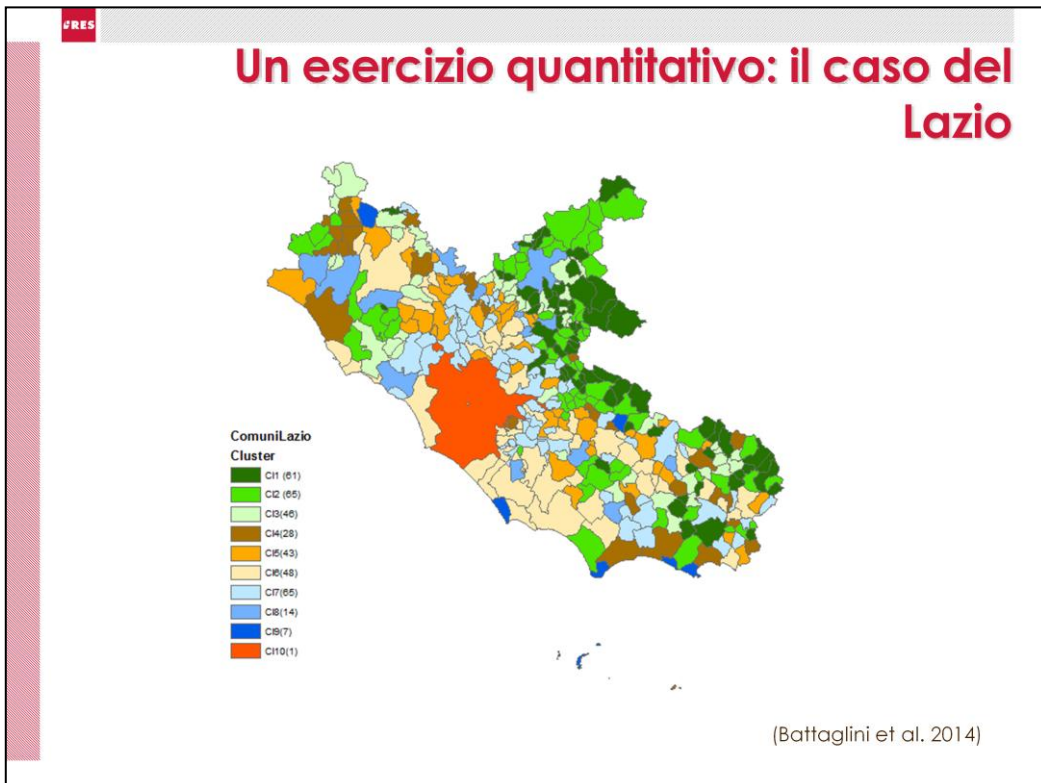 IRES
Un esercizio quantitativo: il caso del
Lazio
ComuniLazio
Cluster
Cl1 (61)
Cl2 (65)
Cl3(46)
Cl4(28)
Cl5(43)
Cl6(48)
Cl7(65)
Cl8(14)
Cl9(7)
Cl10(1)
(Battaglini et al. 2014)